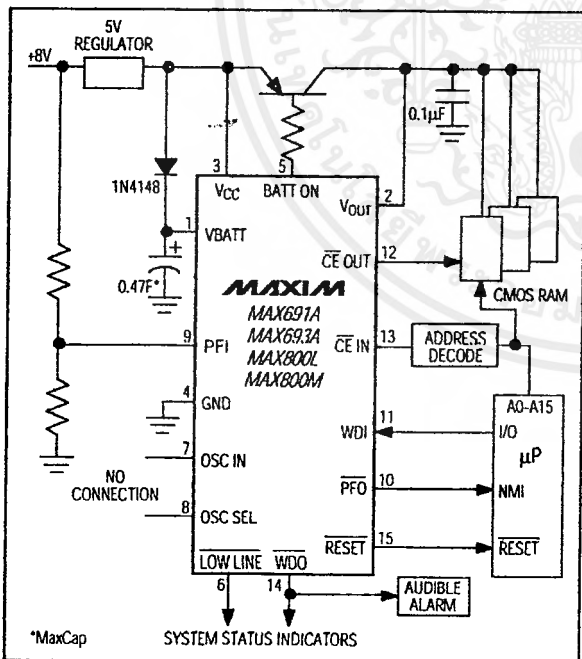 5V
REGULATOR
+8V
0.1µF
3
5
1N4148
VCC
BATT ON
VOUT
2
1
VBATT
CE OUT
12
0.47F*
CMOS RAM
MAXIM
MAX691A
MAX693A
MAX800L
MAX800M
9
PFI
CE IN
13
ADDRESS
DECODE
4
GND
A0-A15
WDI
11
I/O
µP
7
OSC IN
NO
CONNECTION
PFO
10
NMI
8
OSC SEL
RESET
15
RESET
LOW LINE
WDO
6
14
AUDIBLE
ALARM
*MaxCap
SYSTEM STATUS INDICATORS